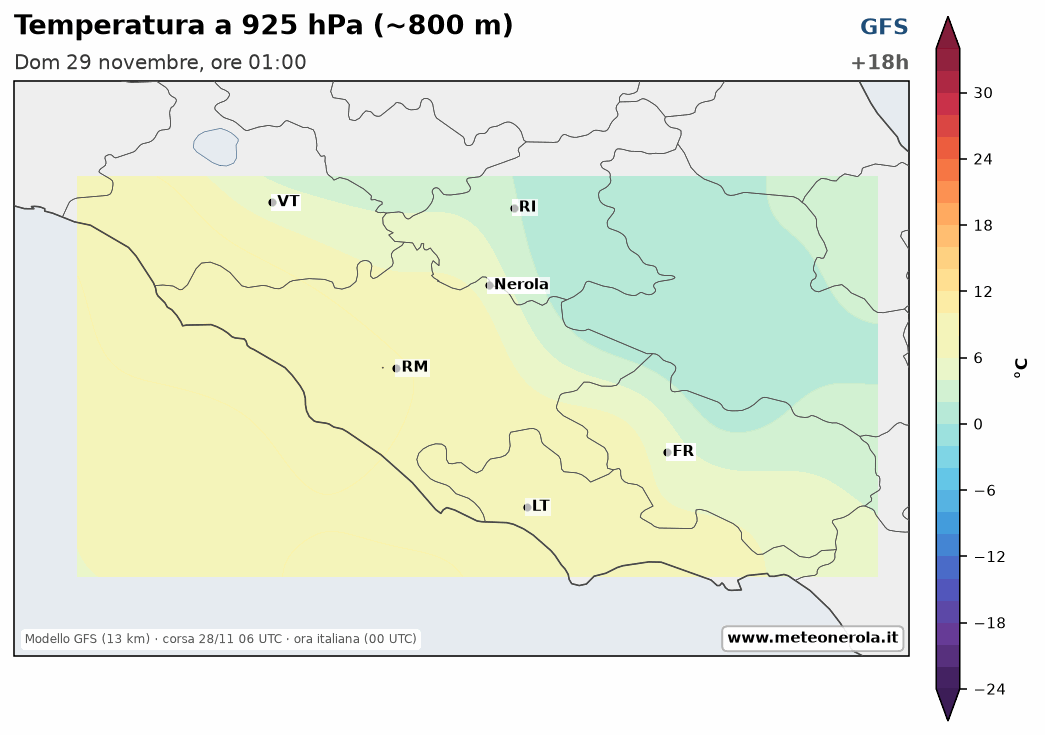 Temperatura a 925 hPa (~800 m)
GFS
Dom 29 novembre, ore 01:00
+18h
VT
RI
Nerola
RM
FR
LT
30
24
18
12
6
0
−6
−12
−18
−24
°C
Modello GFS (13 km) · corsa 28/11 06 UTC · ora italiana (00 UTC)
www.meteonerola.it